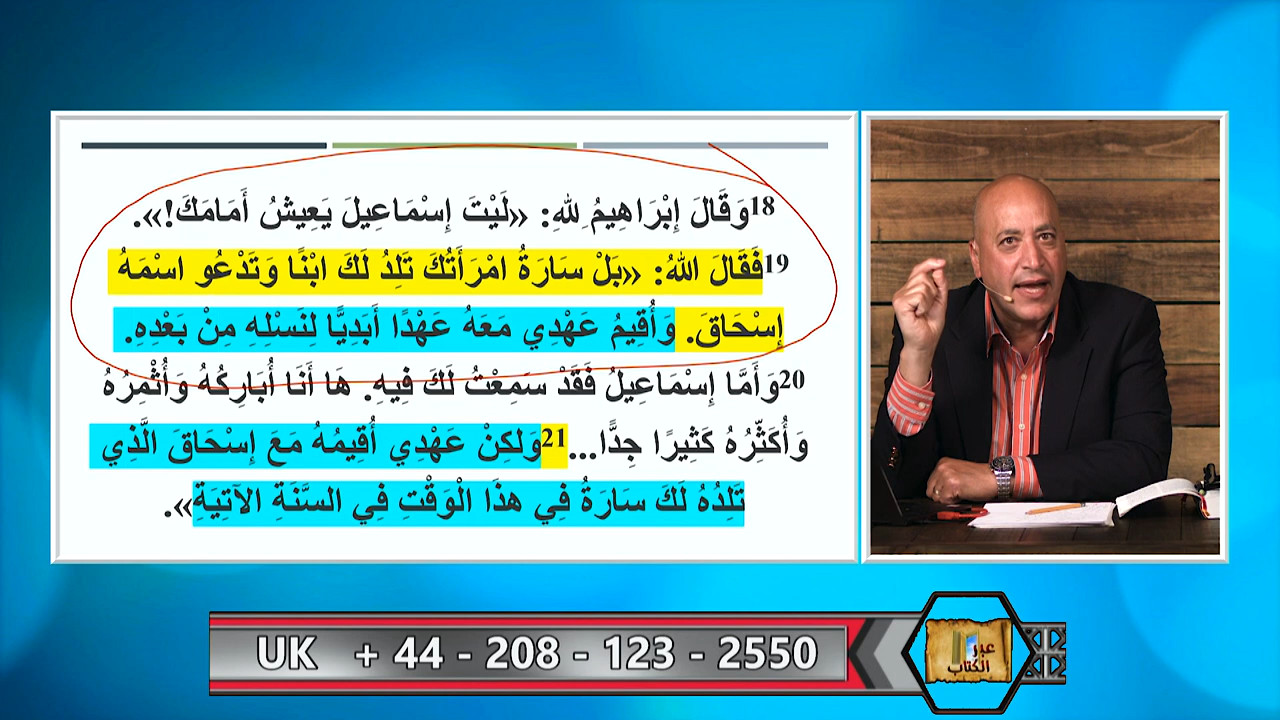 18وَقَالَ إِبْرَاهِيمُ لِلهِ: «لَيْتَ إِسْمَاعِيلَ يَعِيشُ أَمَامَكَ!».
19فَقَالَ اللهُ: «بَلْ سَارَةُ امْرَأَتُكَ تَلِدُ لَكَ ابْنًا وَتَدْعُو اسْمَهُ
إِسْحَاقَ. وَأُقِيمُ عَهْدِي مَعَهُ عَهْدًا أَبَدِيًّا لِنَسْلِهِ مِنْ بَعْدِهِ.
20وَأَمَّا إِسْمَاعِيلُ فَقَدْ سَمِعْتُ لَكَ فِيهِ. هَا أَنَا أُبَارِكُهُ وَأُثْمِرُهُ
وَأُكَثِّرُهُ كَثِيرًا جِدًّا...21وَلكِنْ عَهْدِي أُقِيمُهُ مَعَ إِسْحَاقَ الَّذِي
تَلِدُهُ لَكَ سَارَةُ فِي هذَا الْوَقْتِ فِي السَّنَةِ الآتِيَةِ».
UK + 44 - 208 - 123 - 2550
عبر
الكتاب